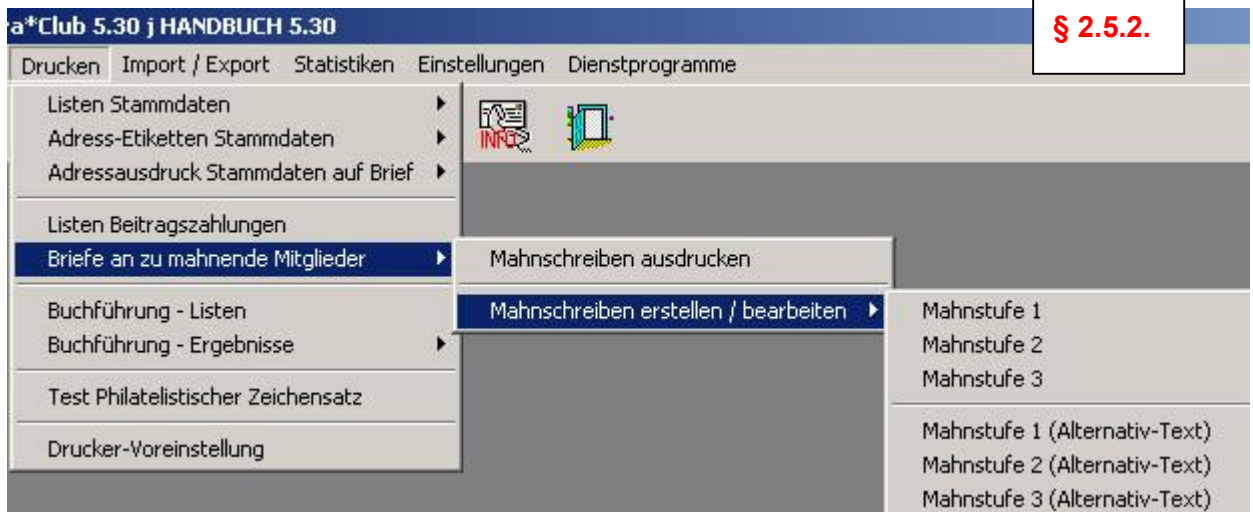 a*Club 5.30 j HANDBUCH 5.30
§ 2.5.2.
Drucken Import / Export Statistiken Einstellungen Dienstprogramme
Listen Stammdaten
Adress-Etiketten Stammdaten
Adressausdruck Stammdaten auf Brief
INFO
Listen Beitragszahlungen
Briefe an zu mahnende Mitglieder
Buchführung - Listen
Buchführung - Ergebnisse
Test Philatelistischer Zeichensatz
Drucker-Voreinstellung
Mahnschreiben ausdrucken
Mahnschreiben erstellen / bearbeiten
Mahnstufe 1
Mahnstufe 2
Mahnstufe 3
Mahnstufe 1 (Alternativ-Text)
Mahnstufe 2 (Alternativ-Text)
Mahnstufe 3 (Alternativ-Text)